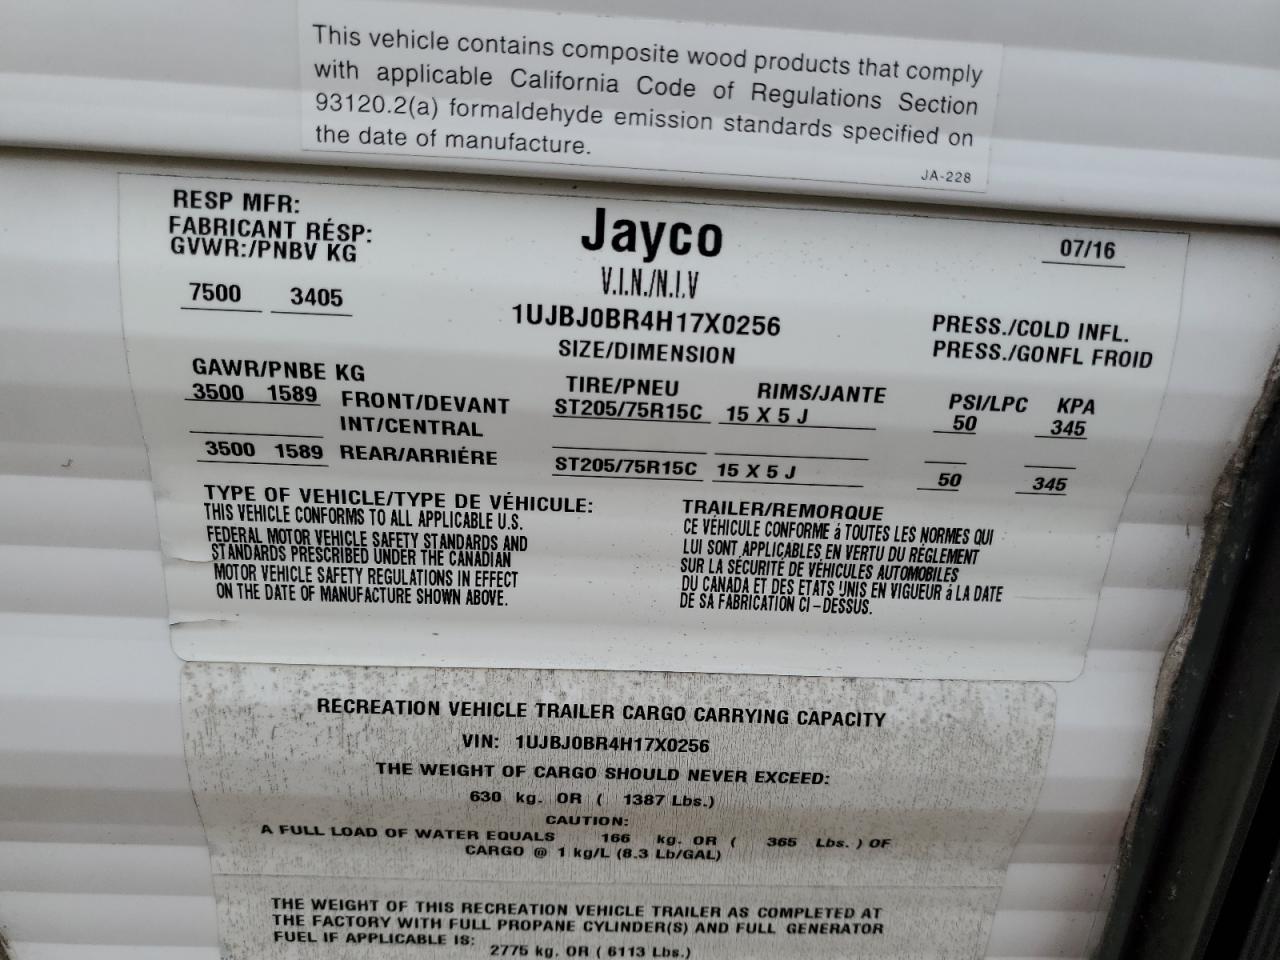 This vehicle contains composite wood products that comply
with applicable California Code of Regulations Section
93120.2(a) formaldehyde emission standards specified on
the date of manufacture.
JA-228
RESP MFR:
FABRICANT RÉSP:
GVWR:/PNBV KG
Jayco
07/16
V.I.N./N.I.V
7500 3405
1UJBJ0BR4H17X0256
PRESS./COLD INFL.
PRESS./GONFL FROID
SIZE/DIMENSION
GAWR/PNBE KG
TIRE/PNEU RIMS/JANTE PSI/LPC KPA
3500 1589 FRONT/DEVANT ST205/75R15C 15 X 5 J 50 345
INT/CENTRAL
3500 1589 REAR/ARRIÉRE ST205/75R15C 15 X 5 J 50 345
TYPE OF VEHICLE/TYPE DE VÉHICULE: TRAILER/REMORQUE
THIS VEHICLE CONFORMS TO ALL APPLICABLE U.S.
FEDERAL MOTOR VEHICLE SAFETY STANDARDS AND
STANDARDS PRESCRIBED UNDER THE CANADIAN
MOTOR VEHICLE SAFETY REGULATIONS IN EFFECT
ON THE DATE OF MANUFACTURE SHOWN ABOVE.
CE VÉHICULE CONFORME á TOUTES LES NORMES QUI
LUI SONT APPLICABLES EN VERTU DU RÉGLEMENT
SUR LA SÉCURITÉ DE VÉHICULES AUTOMOBILES
DU CANADA ET DES ETATS UNIS EN VIGUEUR á LA DATE
DE SA FABRICATION CI-DESSUS.
RECREATION VEHICLE TRAILER CARGO CARRYING CAPACITY
VIN: 1UJBJ0BR4H17X0256
THE WEIGHT OF CARGO SHOULD NEVER EXCEED:
630 kg. OR ( 1387 Lbs.)
CAUTION:
A FULL LOAD OF WATER EQUALS 166 kg. OR ( 365 Lbs. ) OF
CARGO @ 1 kg/L (8.3 Lb/GAL)
THE WEIGHT OF THIS RECREATION VEHICLE TRAILER AS COMPLETED AT
THE FACTORY WITH FULL PROPANE CYLINDER(S) AND FULL GENERATOR
FUEL IF APPLICABLE IS:
2775 kg. OR ( 6113 Lbs.)